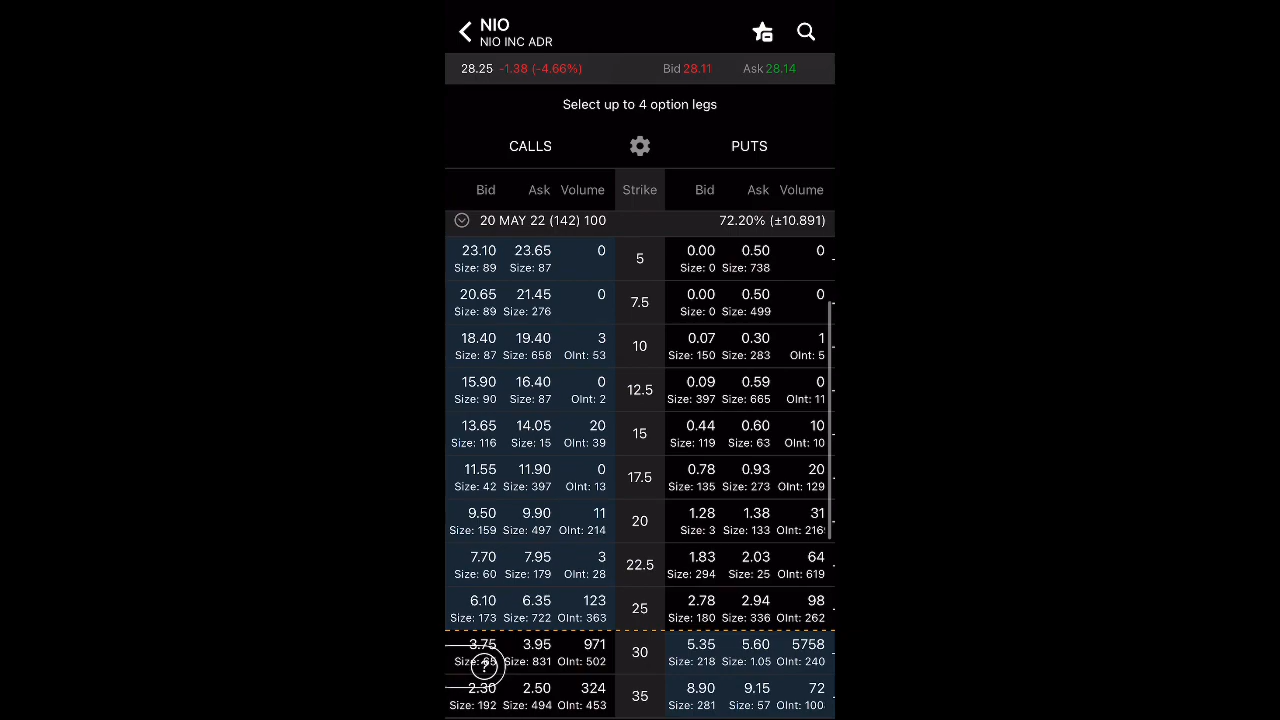 NIO
NIO INC ADR
28.25 -1.38 (-4.66%) Bid 28.11 Ask 28.14
Select up to 4 option legs
CALLS PUTS
Bid Ask Volume Strike Bid Ask Volume
20 MAY 22 (142) 100 72.20% (±10.891)
23.10 23.65 0 5 0.00 0.50 0
Size: 89 Size: 87 Size: 0 Size: 738
20.65 21.45 0 7.5 0.00 0.50 0
Size: 89 Size: 276 Size: 0 Size: 499
18.40 19.40 3 10 0.07 0.30 1
Size: 87 Size: 658 OInt: 53 Size: 150 Size: 283 OInt: 5
15.90 16.40 0 12.5 0.09 0.59 0
Size: 90 Size: 87 OInt: 2 Size: 397 Size: 665 OInt: 11
13.65 14.05 20 15 0.44 0.60 10
Size: 116 Size: 15 OInt: 39 Size: 119 Size: 63 OInt: 10
11.55 11.90 0 17.5 0.78 0.93 20
Size: 42 Size: 397 OInt: 13 Size: 135 Size: 273 OInt: 129
9.50 9.90 11 20 1.28 1.38 31
Size: 159 Size: 497 OInt: 214 Size: 3 Size: 133 OInt: 216
7.70 7.95 3 22.5 1.83 2.03 64
Size: 60 Size: 179 OInt: 28 Size: 294 Size: 25 OInt: 619
6.10 6.35 123 25 2.78 2.94 98
Size: 173 Size: 722 OInt: 363 Size: 180 Size: 336 OInt: 262
3.75 3.95 971 30 5.35 5.60 5758
Size: ? Size: 831 OInt: 502 Size: 218 Size: 1.05 OInt: 240
2.30 2.50 324 35 8.90 9.15 72
Size: 192 Size: 494 OInt: 453 Size: 281 Size: 57 OInt: 100